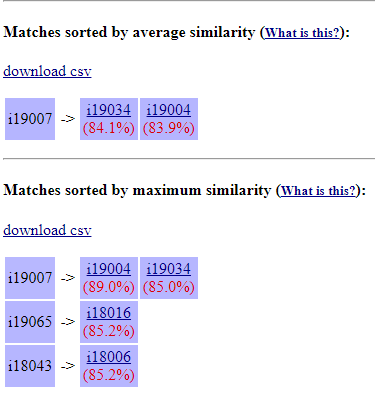 Matches sorted by average similarity (What is this?):
download csv
i19007 -> i19034 i19004
(84.1%) (83.9%)
Matches sorted by maximum similarity (What is this?):
download csv
i19007 -> i19004 i19034
(89.0%) (85.0%)
i19065 -> i18016
(85.2%)
i18043 -> i18006
(85.2%)